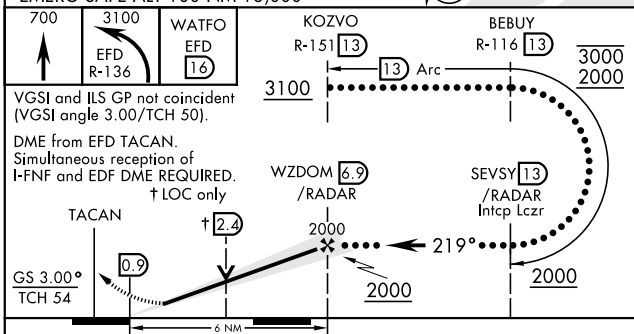 700
3100
EFD
R-136
WATFO
EFD
16
KOZVO
R-151 13
BEBUY
R-116 13
3000
2000
13 Arc
3100
VGSI and ILS GP not coincident
(VGSI angle 3.00/TCH 50).
DME from EFD TACAN.
Simultaneous reception of
I-FNF and EDF DME REQUIRED.
† LOC only
WZDOM 6.9
/RADAR
SEVSY 13
/RADAR
Intcp Lczr
TACAN
† 2.4
2000
219°
0.9
GS 3.00°
TCH 54
2000
2000
6 NM